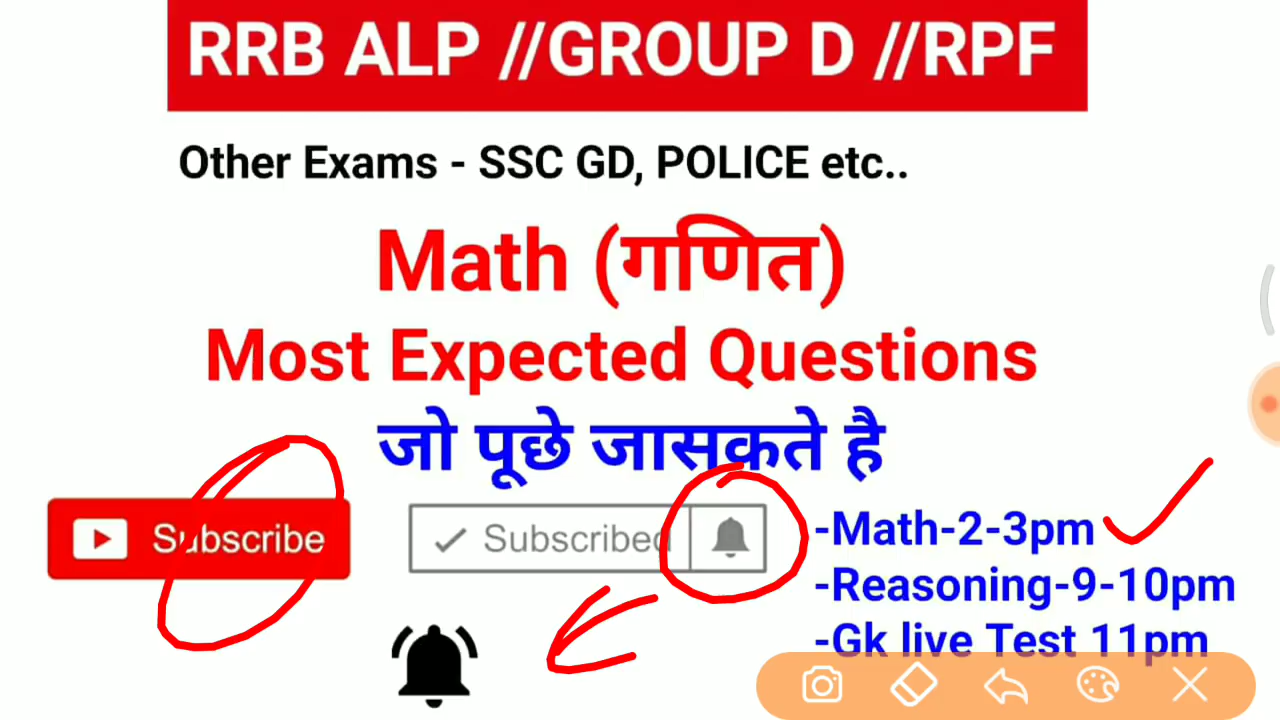 RRB ALP //GROUP D //RPF
Other Exams - SSC GD, POLICE etc..
Math (गणित)
Most Expected Questions
जो पूछे जासकते है
Subscribe
Subscribed
-Math-2-3pm
-Reasoning-9-10pm
-Gk live Test 11pm